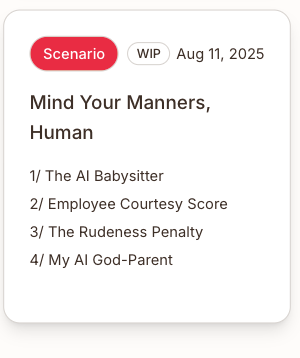 Scenario WIP Aug 11, 2025
Mind Your Manners,
Human
1/ The AI Babysitter
2/ Employee Courtesy Score
3/ The Rudeness Penalty
4/ My AI God-Parent